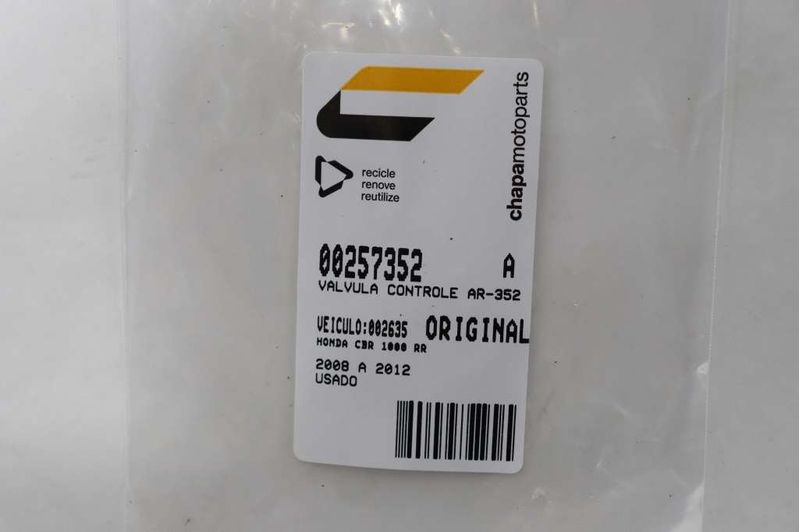 chapamotoparts
recicle
renove
reutilize
00257352 A
VALVULA CONTROLE AR-352
VEICULO:002635 ORIGINAL
HONDA CBR 1000 RR
2008 A 2012
USADO